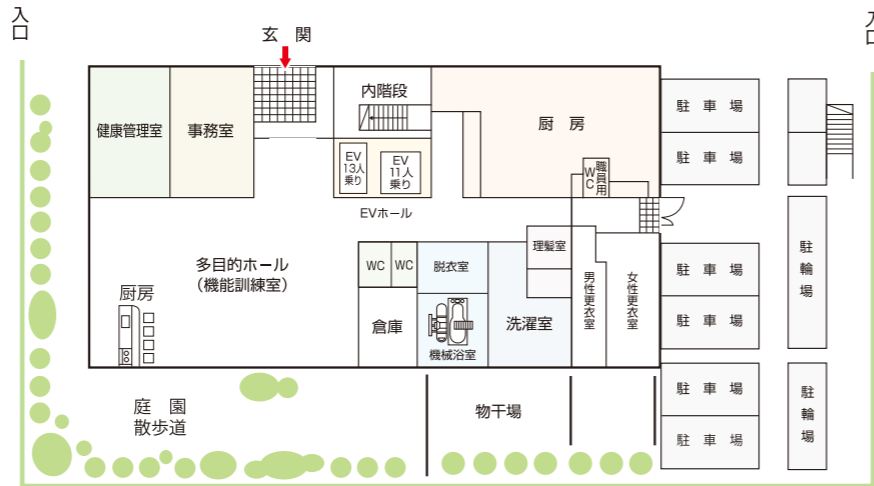 入口
玄 関
入口
健康管理室
事務室
内階段
厨 房
駐 車 場
駐 車 場
EV
13人
乗り
EV
11人
乗り
職員用
WC
EVホール
多目的ホール
(機能訓練室)
WC
WC
脱衣室
理髪室
男性更衣室
女性更衣室
駐 車 場
駐輪場
厨房
倉庫
機械浴室
洗濯室
駐 車 場
庭 園
散歩道
物干場
駐 車 場
駐 車 場
駐輪場